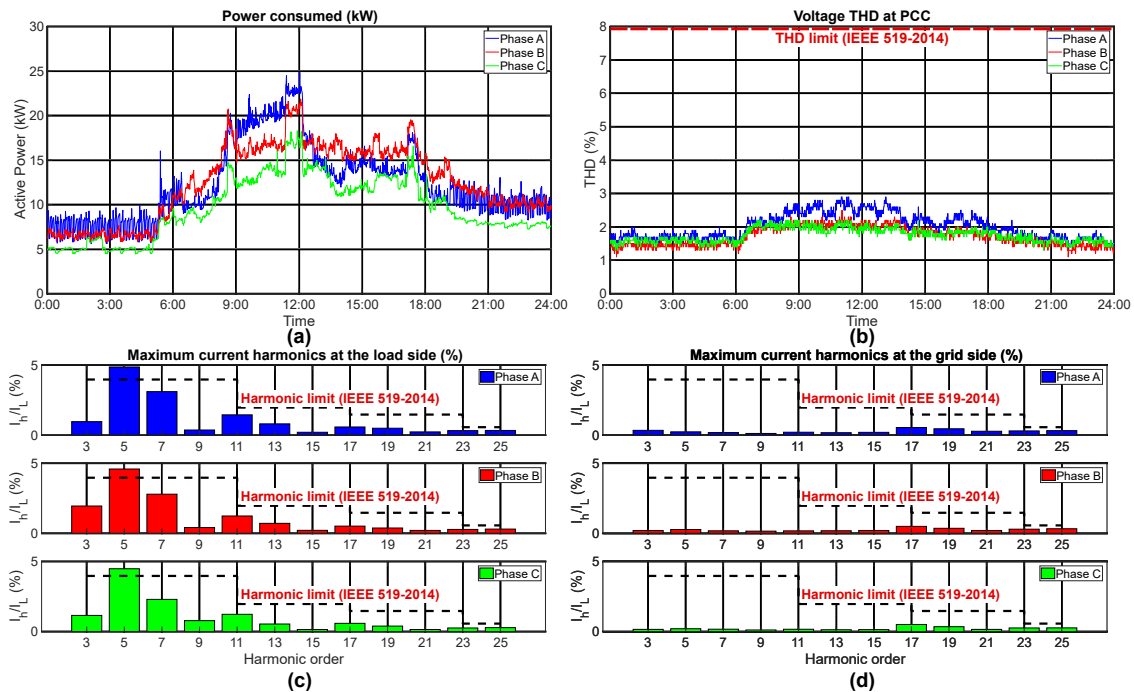 Power consumed (kW)
30
25
20
15
10
5
0
Active Power (kW)
Phase A
Phase B
Phase C
0:00 3:00 6:00 9:00 12:00 15:00 18:00 21:00 24:00
Time
(a)
Voltage THD at PCC
THD limit (IEEE 519-2014)
8
7
6
5
4
3
2
1
0
THD (%)
Phase A
Phase B
Phase C
0:00 3:00 6:00 9:00 12:00 15:00 18:00 21:00 24:00
Time
(b)
Maximum current harmonics at the load side (%)
5
0
Ih/IL (%)
Phase A
Harmonic limit (IEEE 519-2014)
3 5 7 9 11 13 15 17 19 21 23 25
5
0
Ih/IL (%)
Phase B
Harmonic limit (IEEE 519-2014)
3 5 7 9 11 13 15 17 19 21 23 25
5
0
Ih/IL (%)
Phase C
Harmonic limit (IEEE 519-2014)
3 5 7 9 11 13 15 17 19 21 23 25
Harmonic order
(c)
Maximum current harmonics at the grid side (%)
5
0
Ih/IL (%)
Phase A
Harmonic limit (IEEE 519-2014)
3 5 7 9 11 13 15 17 19 21 23 25
5
0
Ih/IL (%)
Phase B
Harmonic limit (IEEE 519-2014)
3 5 7 9 11 13 15 17 19 21 23 25
5
0
Ih/IL (%)
Phase C
Harmonic limit (IEEE 519-2014)
3 5 7 9 11 13 15 17 19 21 23 25
Harmonic order
(d)